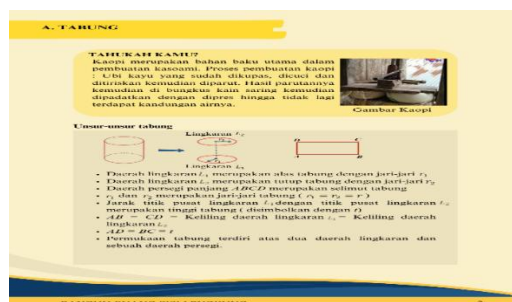 A. TABUNG
TAHUKAH KAMU?
Kaopi merupakan bahan baku utama dalam
pembuatan kasoami. Proses pembuatan kaopi
: Ubi kayu yang sudah dikupas, dicuci dan
ditiriskan kemudian diparut. Hasil parutannya
kemudian di bungkus kain saring kemudian
dipadatkan dengan dipres hingga tidak lagi
terdapat kandungan airnya.
Gambar Kaopi
Unsur-unsur tabung
Lingkaran L₂
D C
A B
Lingkaran L₁
- Daerah lingkaran L₁ merupakan alas tabung dengan jari-jari r₁
- Daerah lingkaran L₂ merupakan tutup tabung dengan jari-jari r₂
- Daerah persegi panjang ABCD merupakan selimut tabung
- r₁ dan r₂ merupakan jari-jari tabung ( r₁ = r₂ = r )
- Jarak titik pusat lingkaran L₁ dengan titik pusat lingkaran L₂
merupakan tinggi tabung ( disimbolkan dengan t)
- AB = CD = Keliling daerah lingkaran L₁ = Keliling daerah
lingkaran L₂
- AD = BC = t
- Permukaan tabung terdiri atas dua daerah lingkaran dan
sebuah daerah persegi.